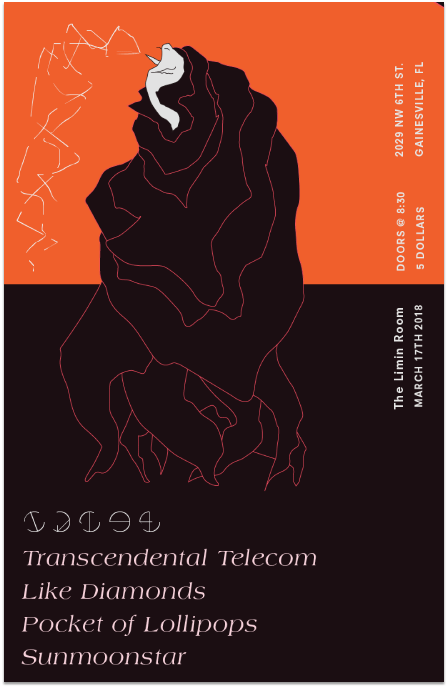 2029 NW 6TH ST.
GAINESVILLE, FL
DOORS @ 8:30
5 DOLLARS
The Limin Room
MARCH 17TH 2018
Transcendental Telecom
Like Diamonds
Pocket of Lollipops
Sunmoonstar